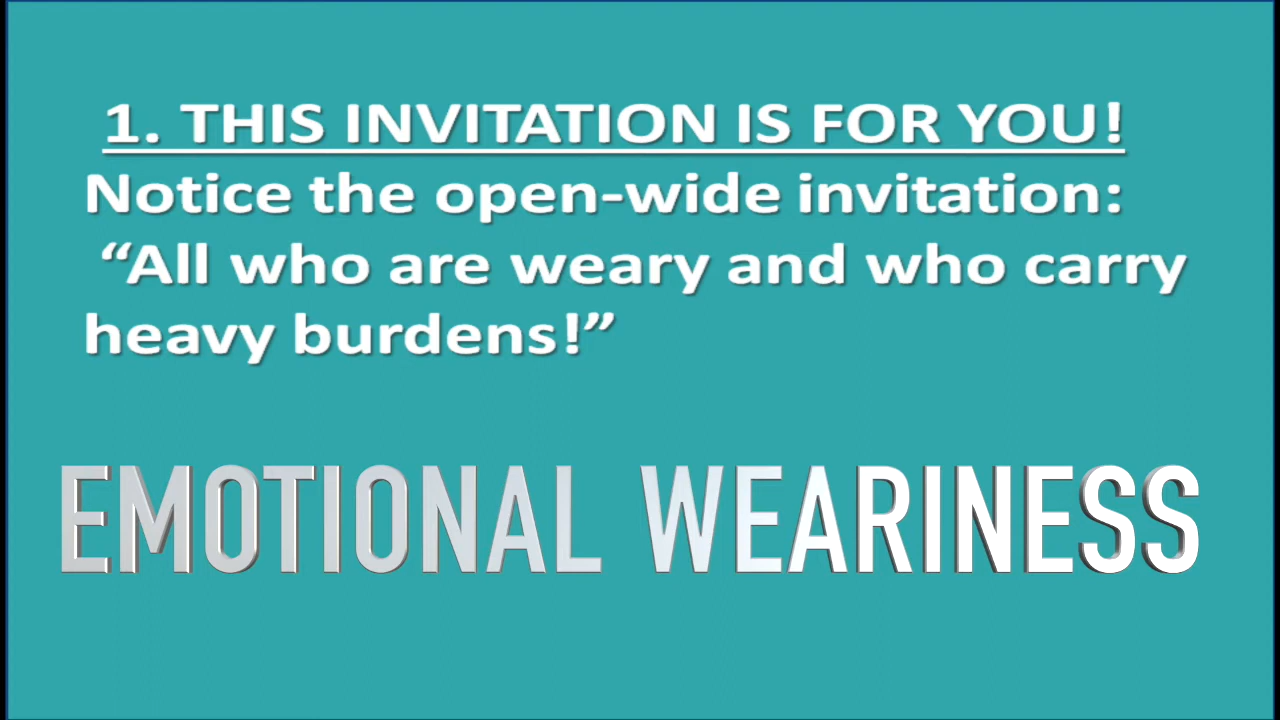 1. THIS INVITATION IS FOR YOU!
Notice the open-wide invitation:
“All who are weary and who carry
heavy burdens!”
EMOTIONAL WEARINESS